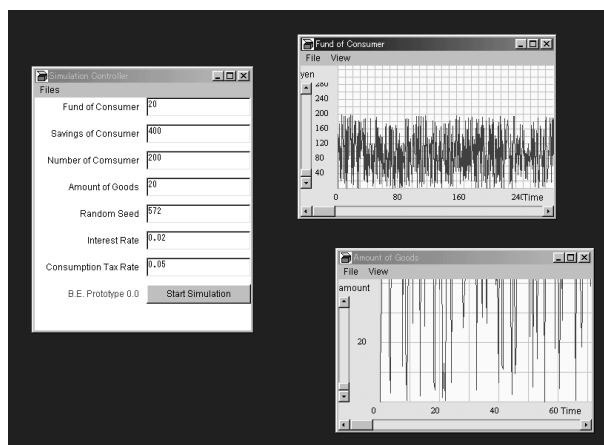 Simulation Controller
Files
Fund of Consumer 20
Savings of Consumer 400
Number of Comsumer 200
Amount of Goods 20
Random Seed 572
Interest Rate 0.02
Consumption Tax Rate 0.05
B.E. Prototype 0.0 Start Simulation
Fund of Consumer
File View
yen
280
240
200
160
120
80
40
0 80 160 240 Time
Amount of Goods
File View
amount
20
0 20 40 60 Time